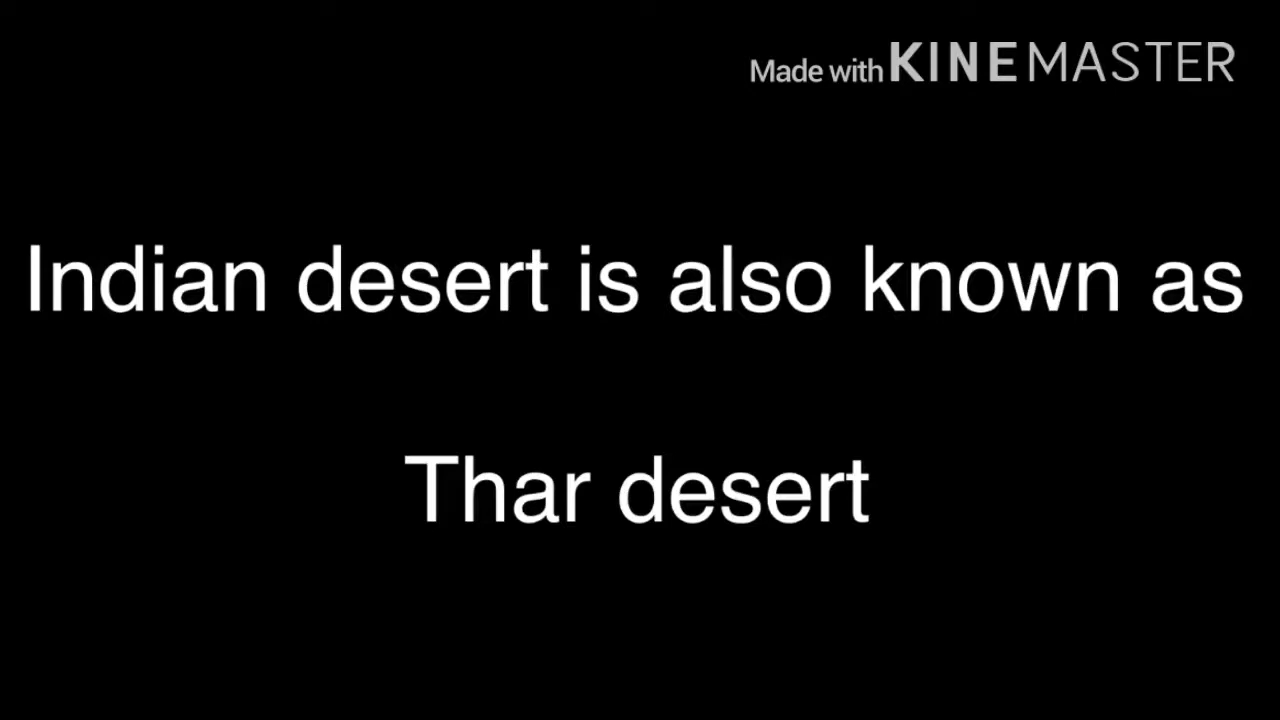 Made with KINEMASTER
Indian desert is also known as
Thar desert